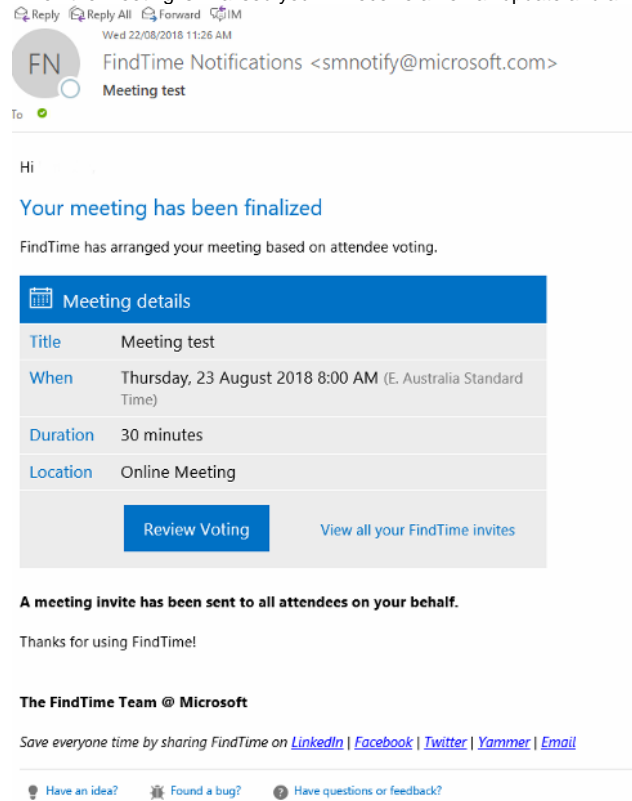 Reply Reply All Forward IM
Wed 22/08/2018 11:26 AM
FN
FindTime Notifications <smnotify@microsoft.com>
Meeting test
To
Hi
Your meeting has been finalized
FindTime has arranged your meeting based on attendee voting.
Meeting details
Title Meeting test
When Thursday, 23 August 2018 8:00 AM (E. Australia Standard
Time)
Duration 30 minutes
Location Online Meeting
Review Voting View all your FindTime invites
A meeting invite has been sent to all attendees on your behalf.
Thanks for using FindTime!
The FindTime Team @ Microsoft
Save everyone time by sharing FindTime on LinkedIn | Facebook | Twitter | Yammer | Email
Have an idea? Found a bug? Have questions or feedback?